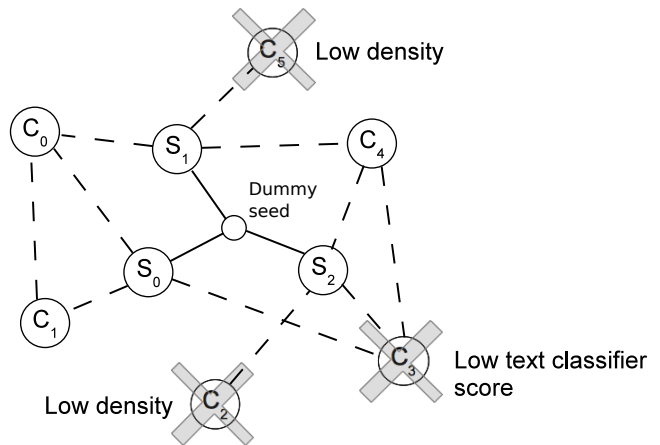 C5
Low density
C0
S1
C4
Dummy
seed
S0
S2
C1
C3
Low text classifier
score
Low density
C2